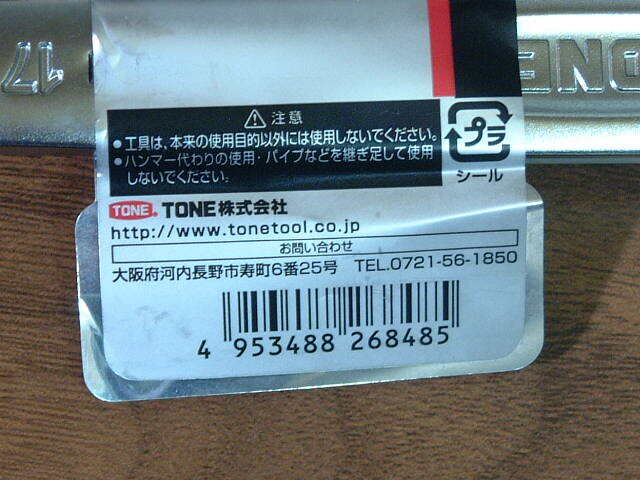 17
ONE
⚠ 注意
●工具は、本来の使用目的以外には使用しないでください。
●ハンマー代わりの使用・パイプなどを継ぎ足して使用
しないでください。
プラ
シール
TONE TONE株式会社
http://www.tonetool.co.jp
お問い合わせ
大阪府河内長野市寿町6番25号 TEL.0721-56-1850
4 953488 268485